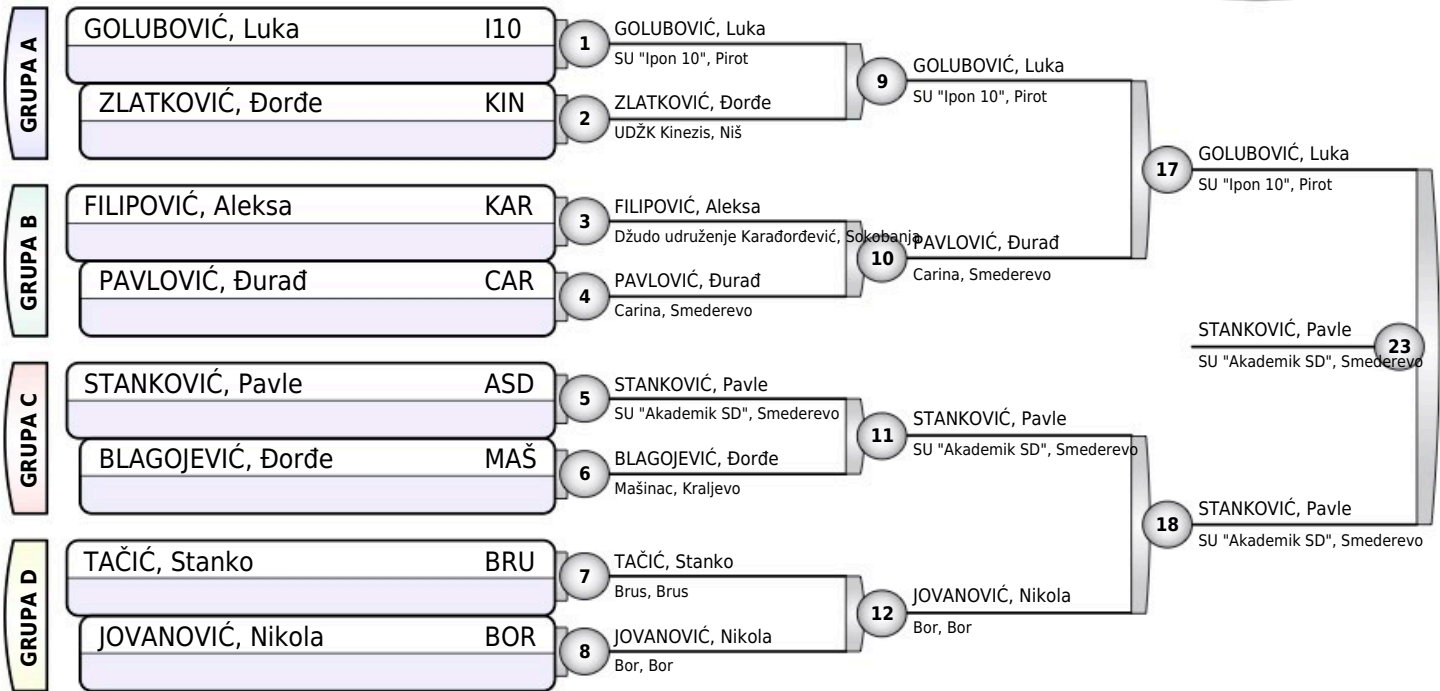 GRUPA A
GOLUBOVIĆ, Luka I10
ZLATKOVIĆ, Đorđe KIN
GRUPA B
FILIPOVIĆ, Aleksa KAR
PAVLOVIĆ, Đurađ CAR
GRUPA C
STANKOVIĆ, Pavle ASD
BLAGOJEVIĆ, Đorđe MAŠ
GRUPA D
TAČIĆ, Stanko BRU
JOVANOVIĆ, Nikola BOR
1
GOLUBOVIĆ, Luka
SU "Ipon 10", Pirot
2
ZLATKOVIĆ, Đorđe
UDŽK Kinezis, Niš
3
FILIPOVIĆ, Aleksa
Džudo udruženje Karađorđević, Sokobanja
4
PAVLOVIĆ, Đurađ
Carina, Smederevo
5
STANKOVIĆ, Pavle
SU "Akademik SD", Smederevo
6
BLAGOJEVIĆ, Đorđe
Mašinac, Kraljevo
7
TAČIĆ, Stanko
Brus, Brus
8
JOVANOVIĆ, Nikola
Bor, Bor
9
GOLUBOVIĆ, Luka
SU "Ipon 10", Pirot
10
PAVLOVIĆ, Đurađ
Carina, Smederevo
11
STANKOVIĆ, Pavle
SU "Akademik SD", Smederevo
12
JOVANOVIĆ, Nikola
Bor, Bor
17
GOLUBOVIĆ, Luka
SU "Ipon 10", Pirot
18
STANKOVIĆ, Pavle
SU "Akademik SD", Smederevo
STANKOVIĆ, Pavle
SU "Akademik SD", Smederevo
23